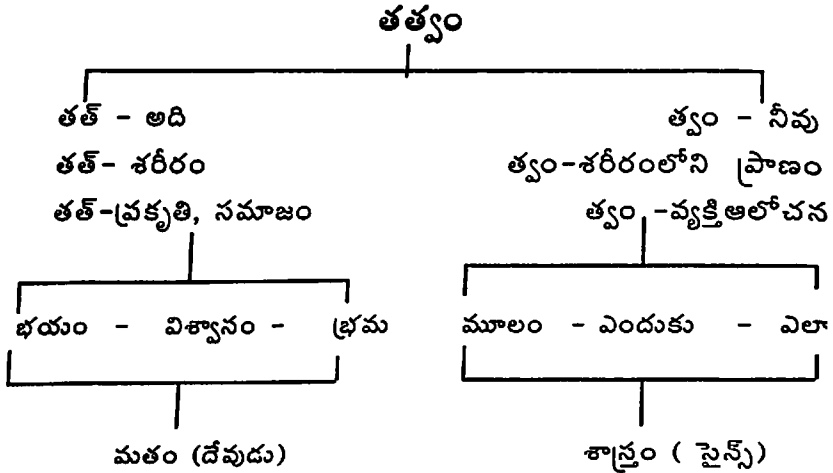 తత్వం
తత్ - అది
త్వం - నీవు
తత్- శరీరం
త్వం-శరీరంలోని ప్రాణం
తత్-ప్రకృతి, సమాజం
త్వం -వ్యక్తిఆలోచన
భయం - విశ్వానం - భ్రమ
మూలం - ఎందుకు - ఎలా
మతం (దేవుడు)
శాస్త్రం ( సైన్స్)